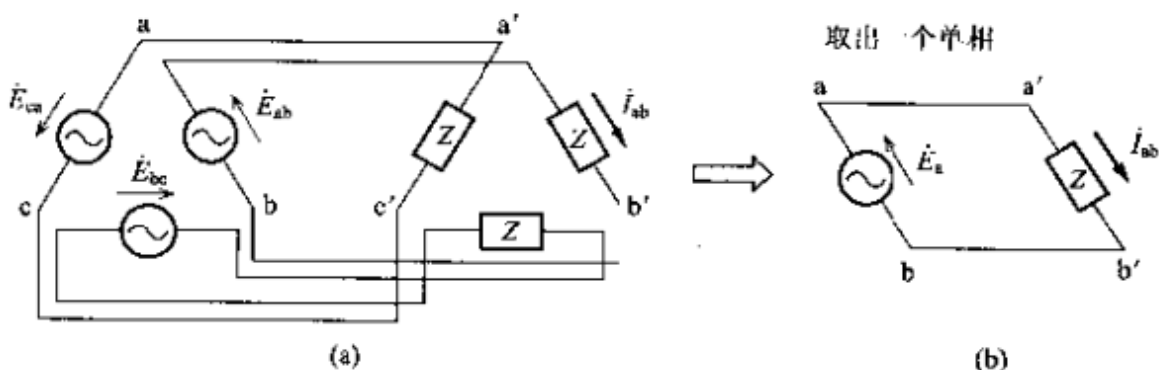 a
a′
取出一个单相
Ėca
Ėab
Z
Z
İab
a
a′
Ėbc
Ėa
Z
İab
c
b
c′
b′
Z
b
b′
(a)
(b)